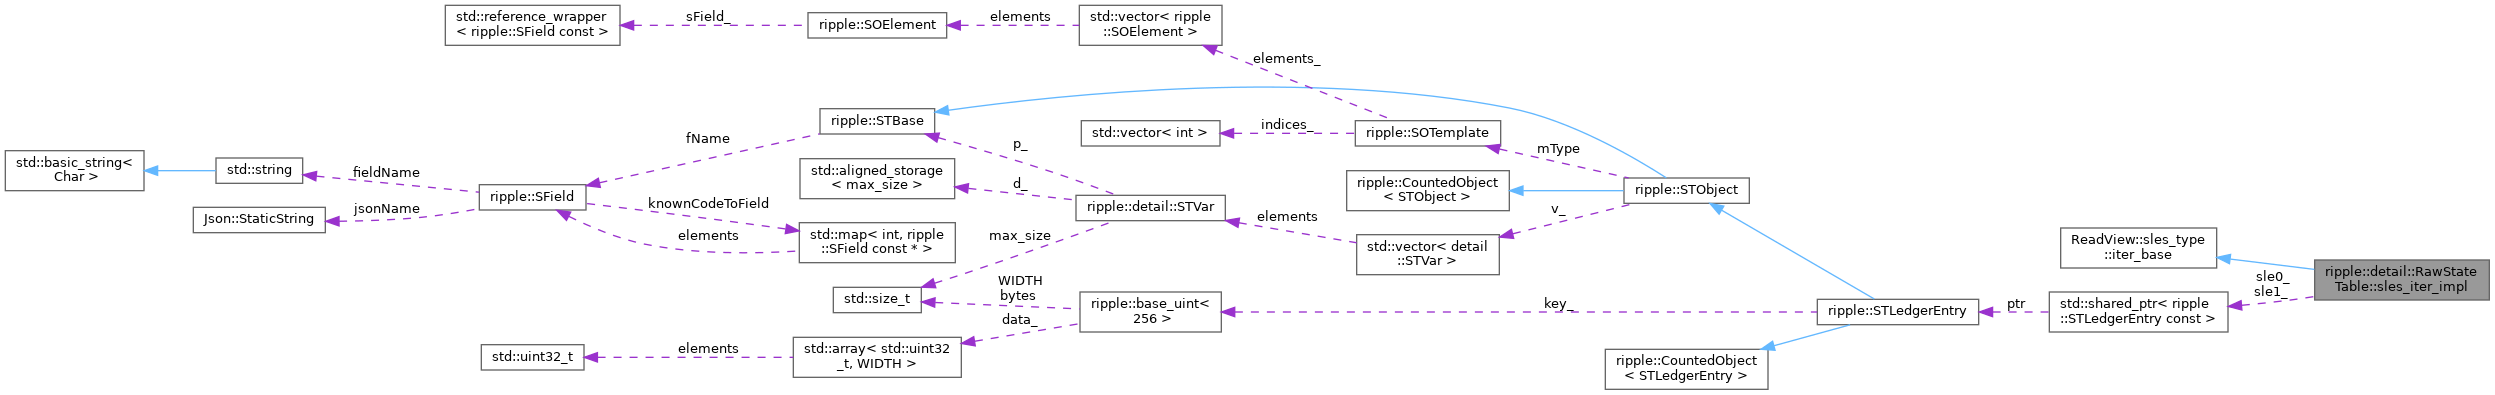 std::reference_wrapper
< ripple::SField const >
sField_
ripple::SOElement
elements
std::vector< ripple
::SOElement >
elements_
ripple::STBase
std::vector< int >
indices_
ripple::SOTemplate
mType
fName
p_
std::basic_string<
Char >
std::string
fieldName
std::aligned_storage
< max_size >
d_
ripple::CountedObject
< STObject >
ripple::STObject
ripple::SField
Json::StaticString
jsonName
knownCodeToField
elements
std::map< int, ripple
::SField const * >
ripple::detail::STVar
elements
v_
std::vector< detail
::STVar >
max_size
ReadView::sles_type
::iter_base
ripple::detail::RawState
Table::sles_iter_impl
sle0_
sle1_
std::size_t
WIDTH
bytes
ripple::base_uint<
256 >
key_
ripple::STLedgerEntry
ptr
std::shared_ptr< ripple
::STLedgerEntry const >
data_
std::uint32_t
elements
std::array< std::uint32
_t, WIDTH >
ripple::CountedObject
< STLedgerEntry >